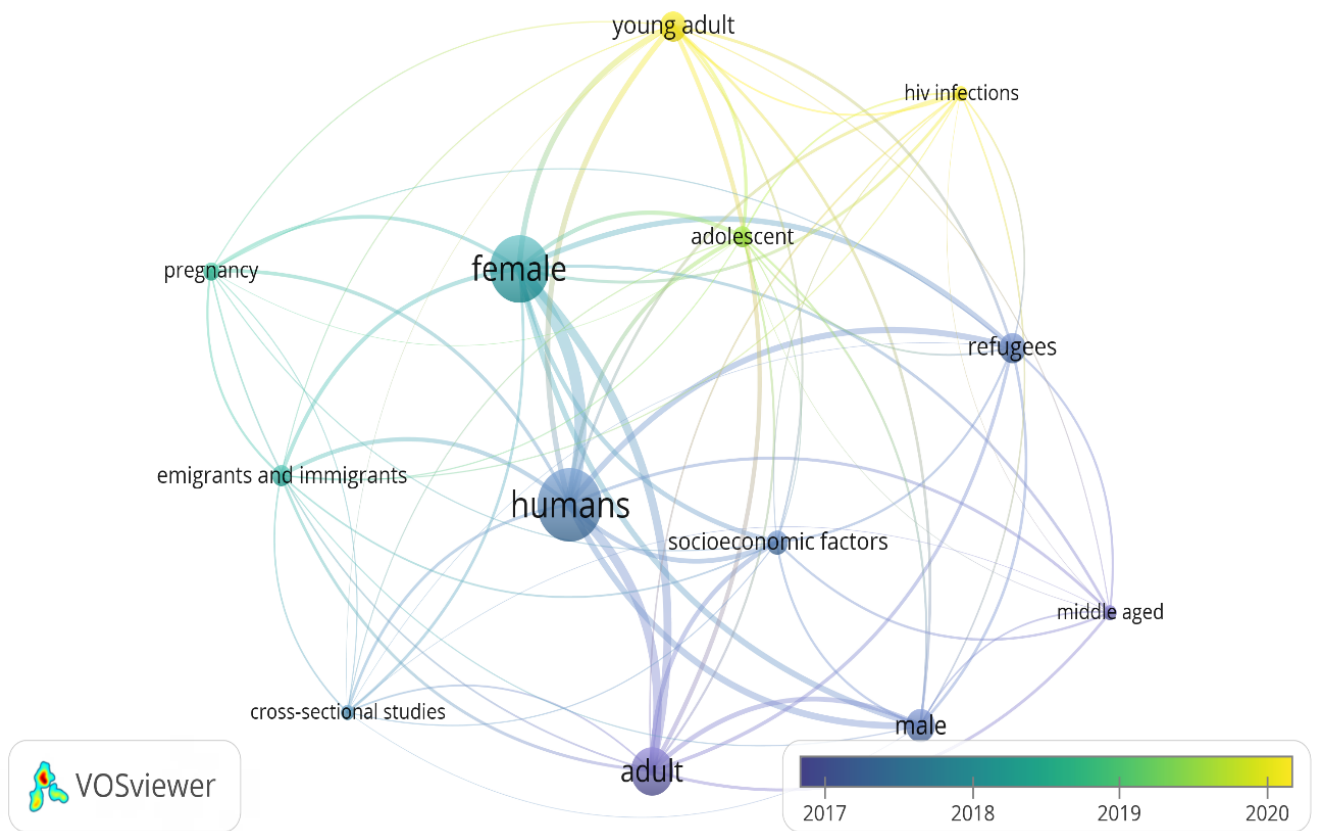 young adult
hiv infections
adolescent
pregnancy
female
refugees
emigrants and immigrants
humans
socioeconomic factors
middle aged
cross-sectional studies
male
adult
VOSviewer
2017
2018
2019
2020